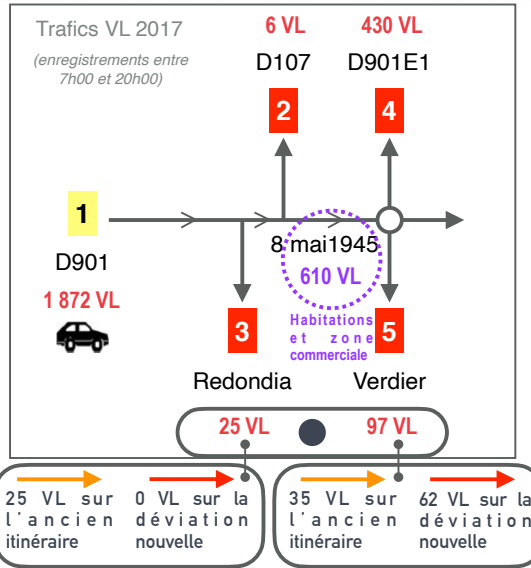 Trafics VL 2017
(enregistrements entre
7h00 et 20h00)
6 VL
430 VL
D107
D901E1
2
4
1
D901
1 872 VL
8 mai1945
610 VL
Habitations
et zone
commerciale
3
5
Redondia
Verdier
25 VL
97 VL
25 VL sur
l'ancien
itinéraire
0 VL sur la
déviation
nouvelle
35 VL sur
l'ancien
itinéraire
62 VL sur la
déviation
nouvelle